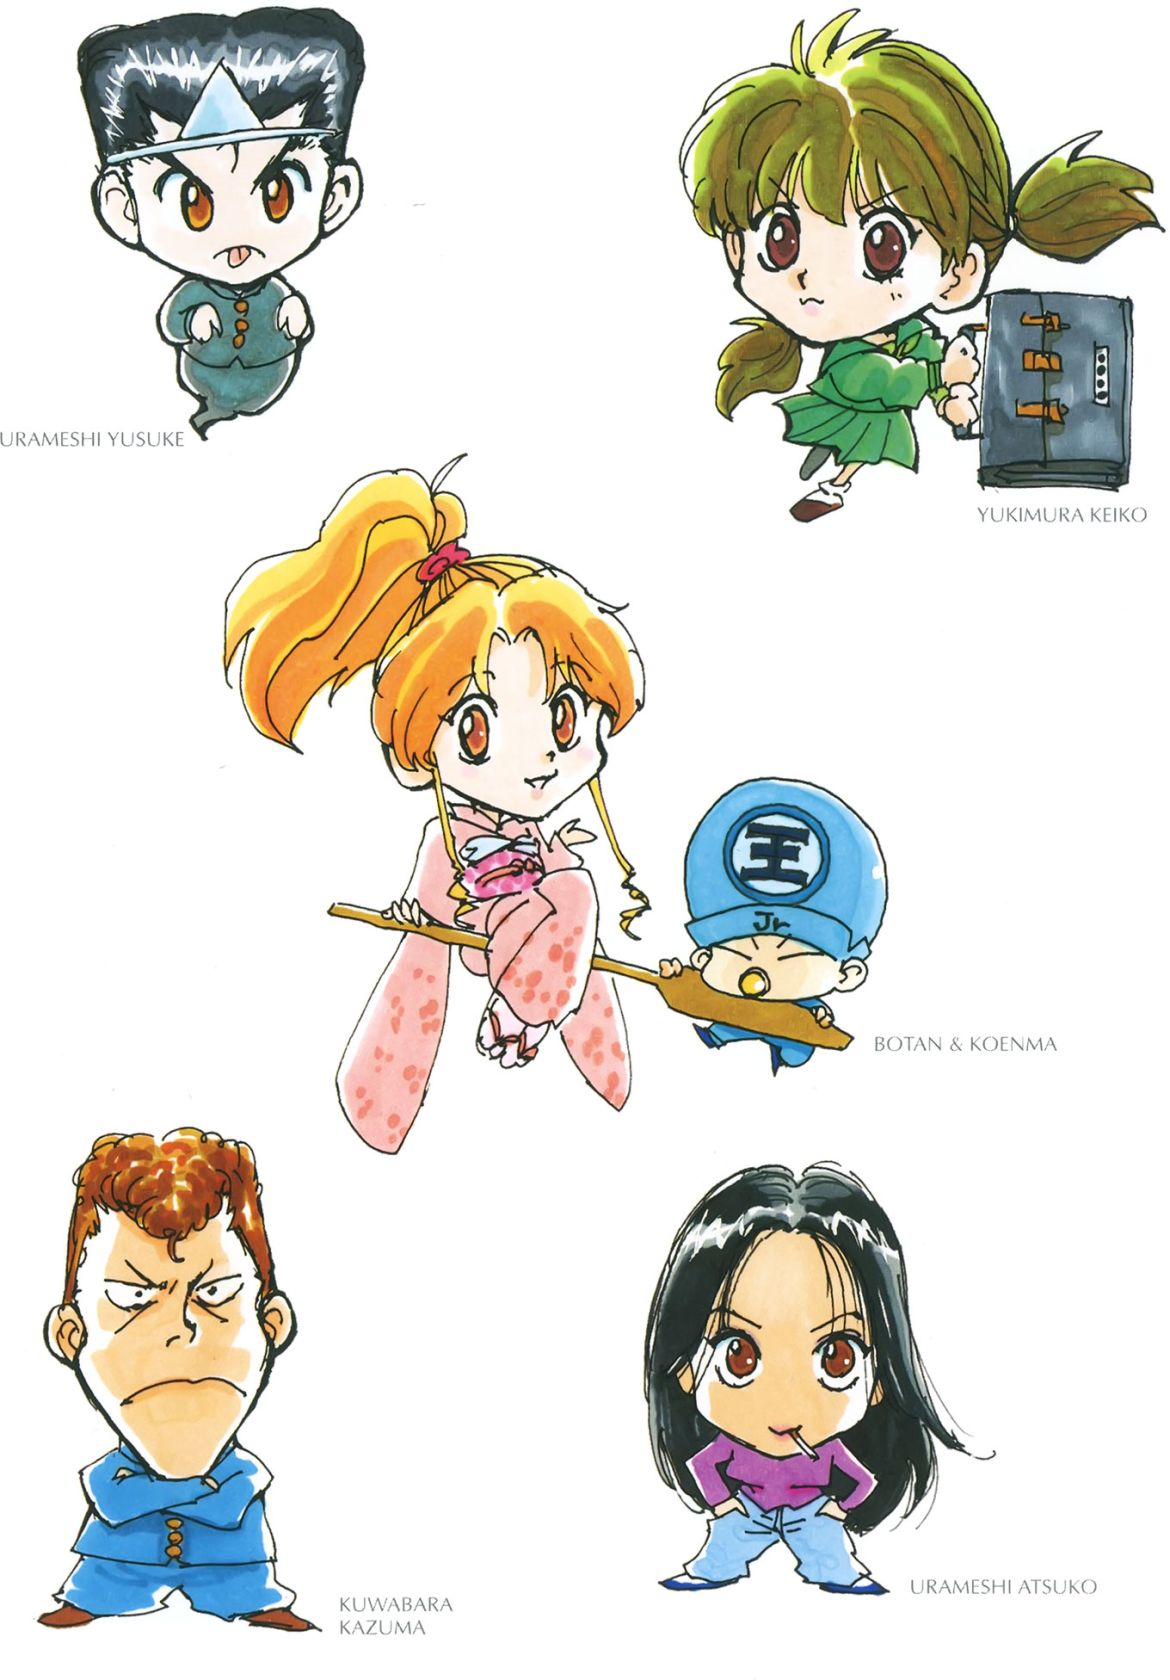 URAMESHI YUSUKE
YUKIMURA KEIKO
王
Jr.
BOTAN & KOENMA
KUWABARA
KAZUMA
URAMESHI ATSUKO